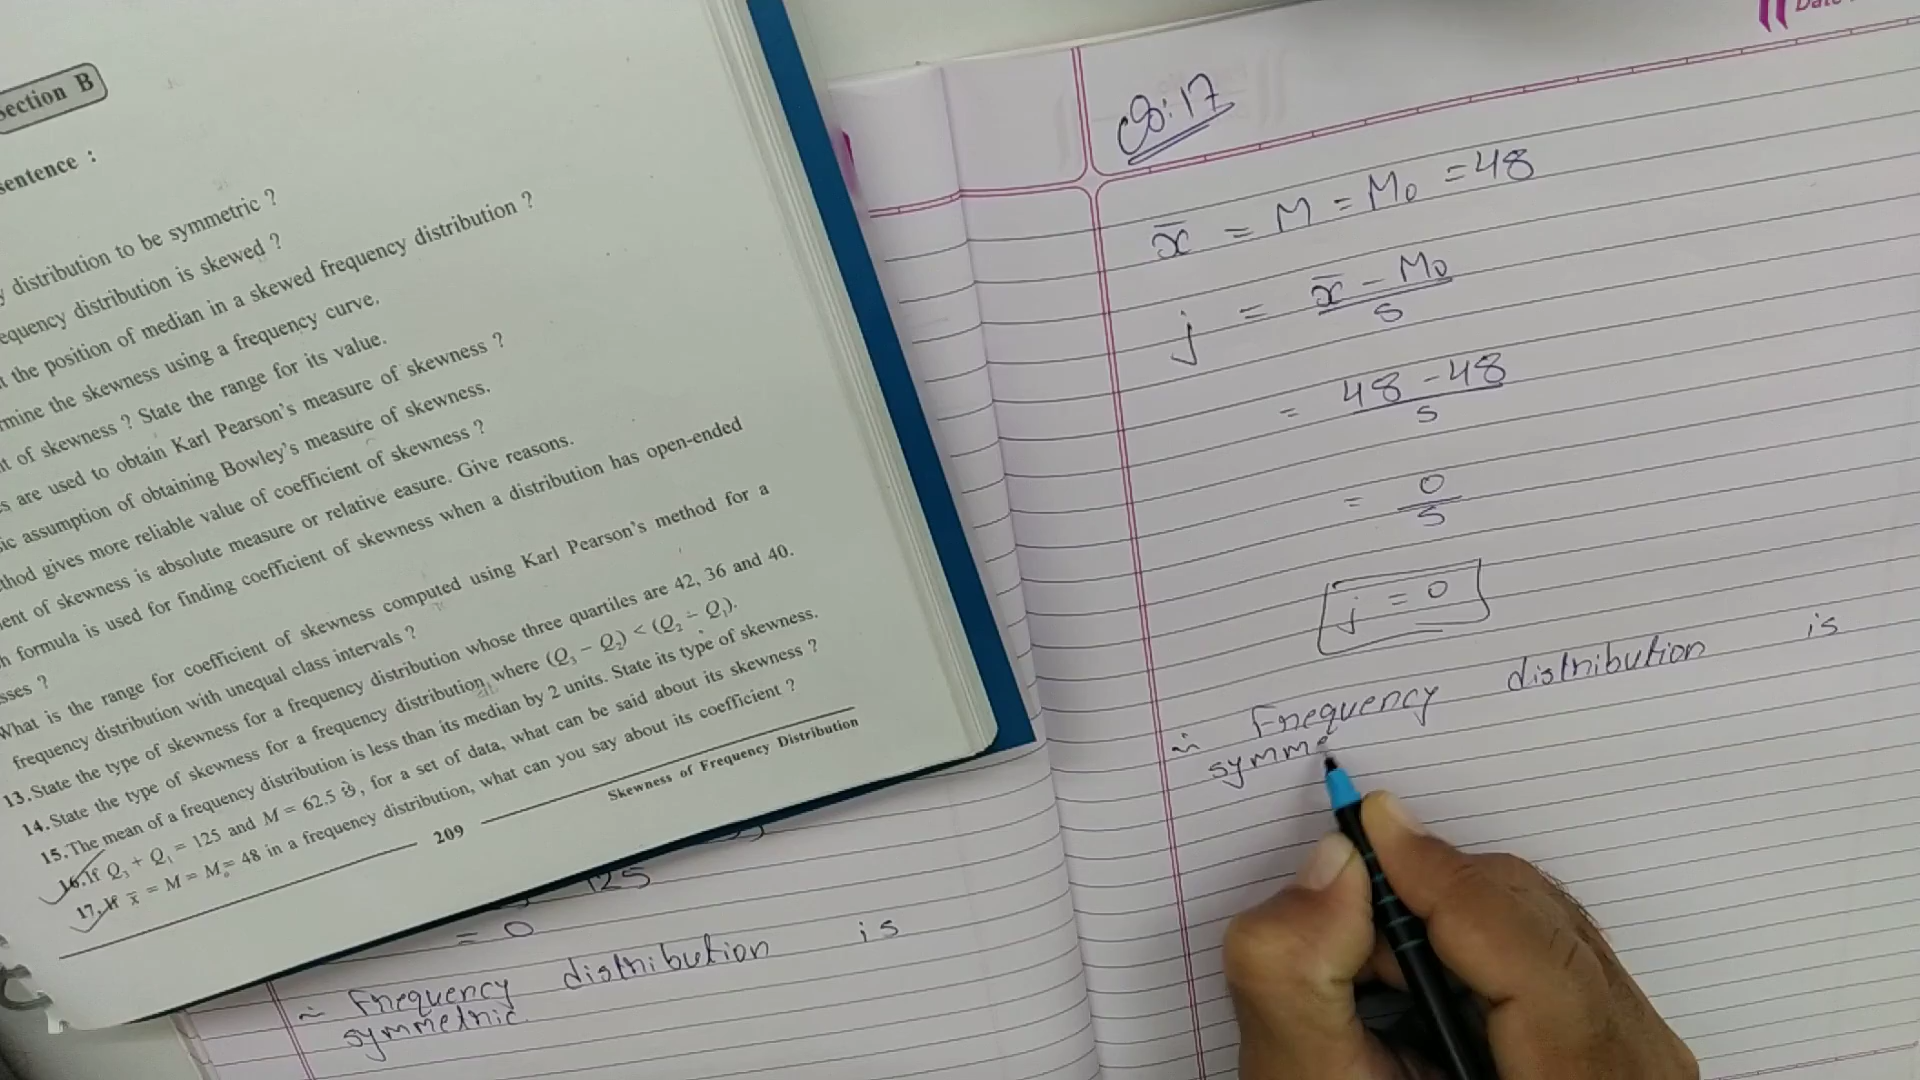 Section B
sentence :
distribution to be symmetric ?
equency distribution is skewed ?
t the position of median in a skewed frequency distribution ?
rmine the skewness using a frequency curve.
nt of skewness ? State the range for its value.
s are used to obtain Karl Pearson's measure of skewness ?
ic assumption of obtaining Bowley's measure of skewness.
thod gives more reliable value of coefficient of skewness ?
ent of skewness is absolute measure or relative easure. Give reasons.
h formula is used for finding coefficient of skewness when a distribution has open-ended
sses ?
What is the range for coefficient of skewness computed using Karl Pearson's method for a
frequency distribution with unequal class intervals ?
13. State the type of skewness for a frequency distribution whose three quartiles are 42, 36 and 40.
14. State the type of skewness for a frequency distribution, where (Q₃ − Q₂) < (Q₂ − Q₁).
15. The mean of a frequency distribution is less than its median by 2 units. State its type of skewness.
16. If Q₃ + Q₁ = 125 and M = 62.5 , for a set of data, what can be said about its skewness ?
17. If x̄ = M = Mₒ = 48 in a frequency distribution, what can you say about its coefficient ?
209
Skewness of Frequency Distribution
125
= 0
∴ Frequency distribution is
symmetric
Date
Q:17
x̄ = M = M₀ = 48
j = x̄ − M₀
s
= 48 − 48
s
= 0
s
j = 0
∴ Frequency distribution is
symme